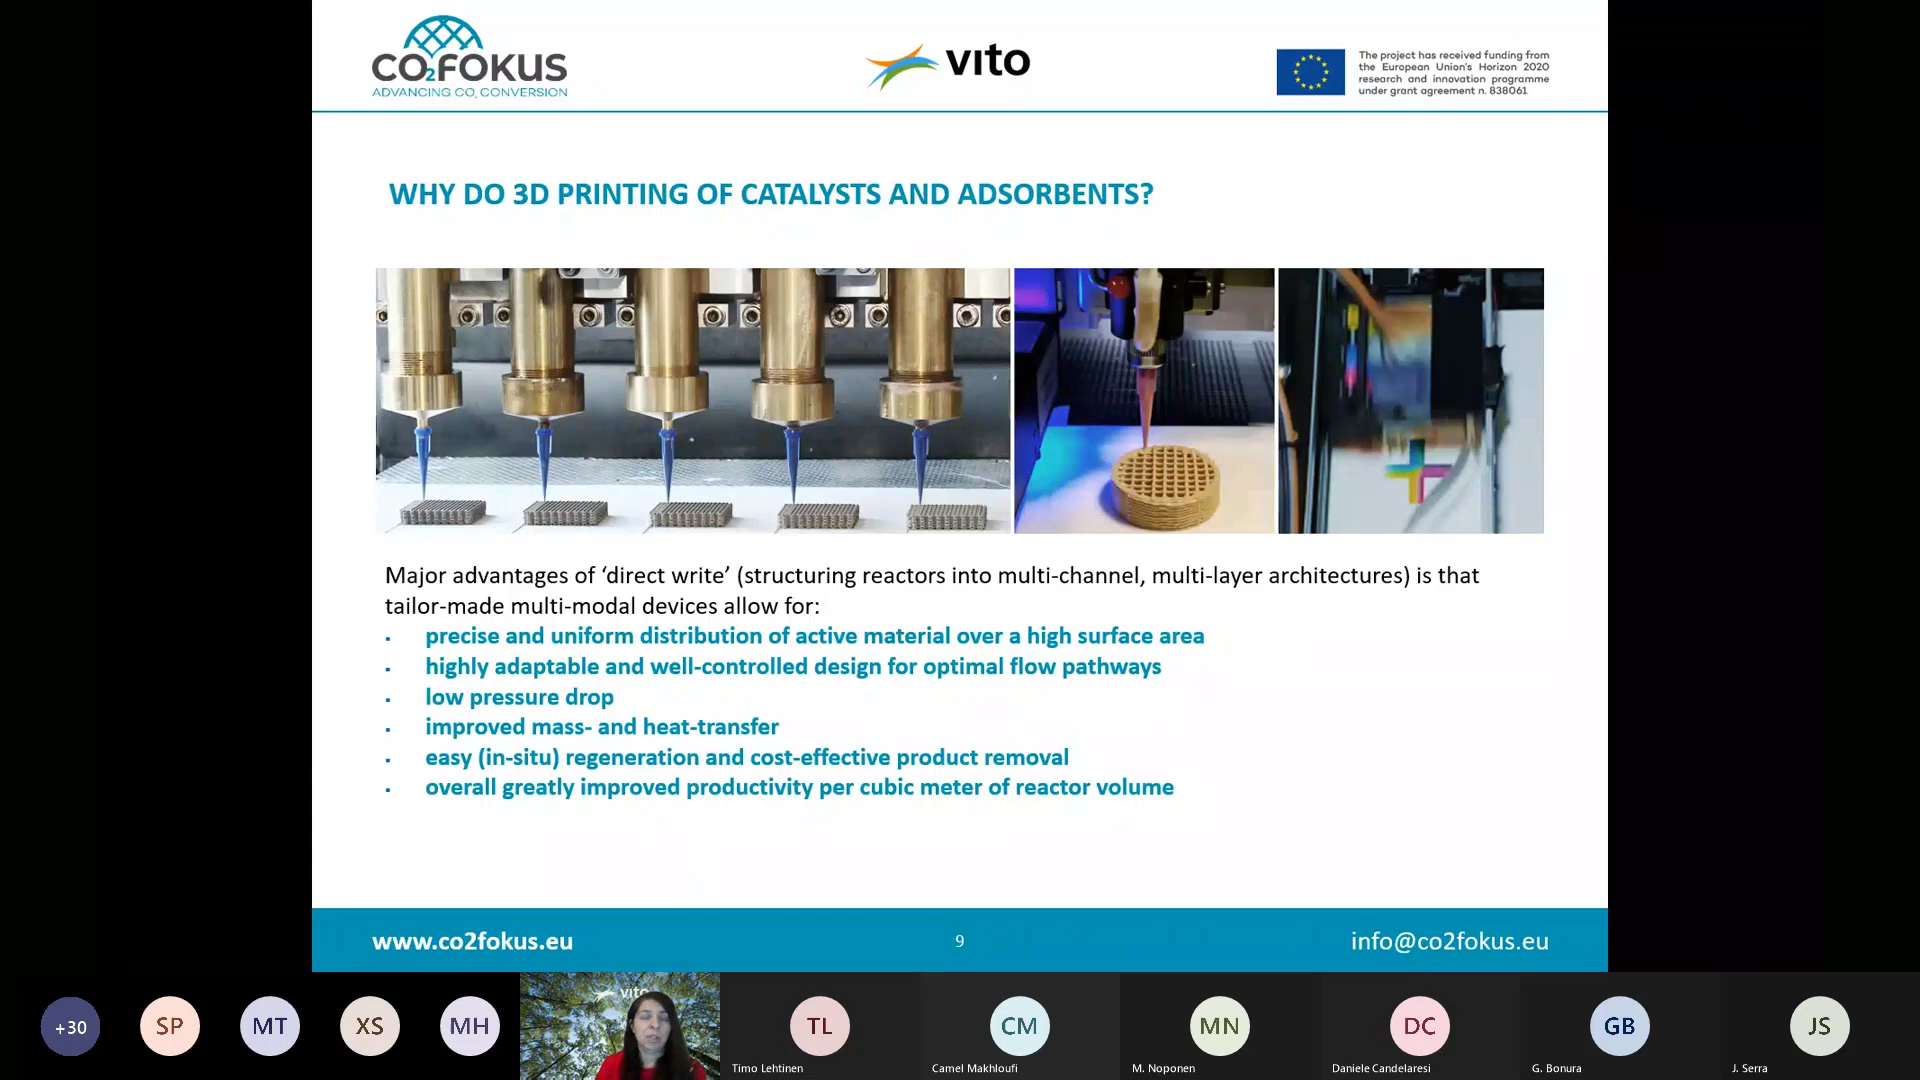 CO2FOKUS
ADVANCING CO2 CONVERSION
vito
The project has received funding from
the European Union's Horizon 2020
research and innovation programme
under grant agreement n. 838061
WHY DO 3D PRINTING OF CATALYSTS AND ADSORBENTS?
Major advantages of ‘direct write’ (structuring reactors into multi-channel, multi-layer architectures) is that
tailor-made multi-modal devices allow for:
▪ precise and uniform distribution of active material over a high surface area
▪ highly adaptable and well-controlled design for optimal flow pathways
▪ low pressure drop
▪ improved mass- and heat-transfer
▪ easy (in-situ) regeneration and cost-effective product removal
▪ overall greatly improved productivity per cubic meter of reactor volume
www.co2fokus.eu
9
info@co2fokus.eu
+30
SP
MT
XS
MH
vito
TL
CM
MN
DC
GB
JS
Timo Lehtinen
Camel Makhloufi
M. Noponen
Daniele Candelaresi
G. Bonura
J. Serra